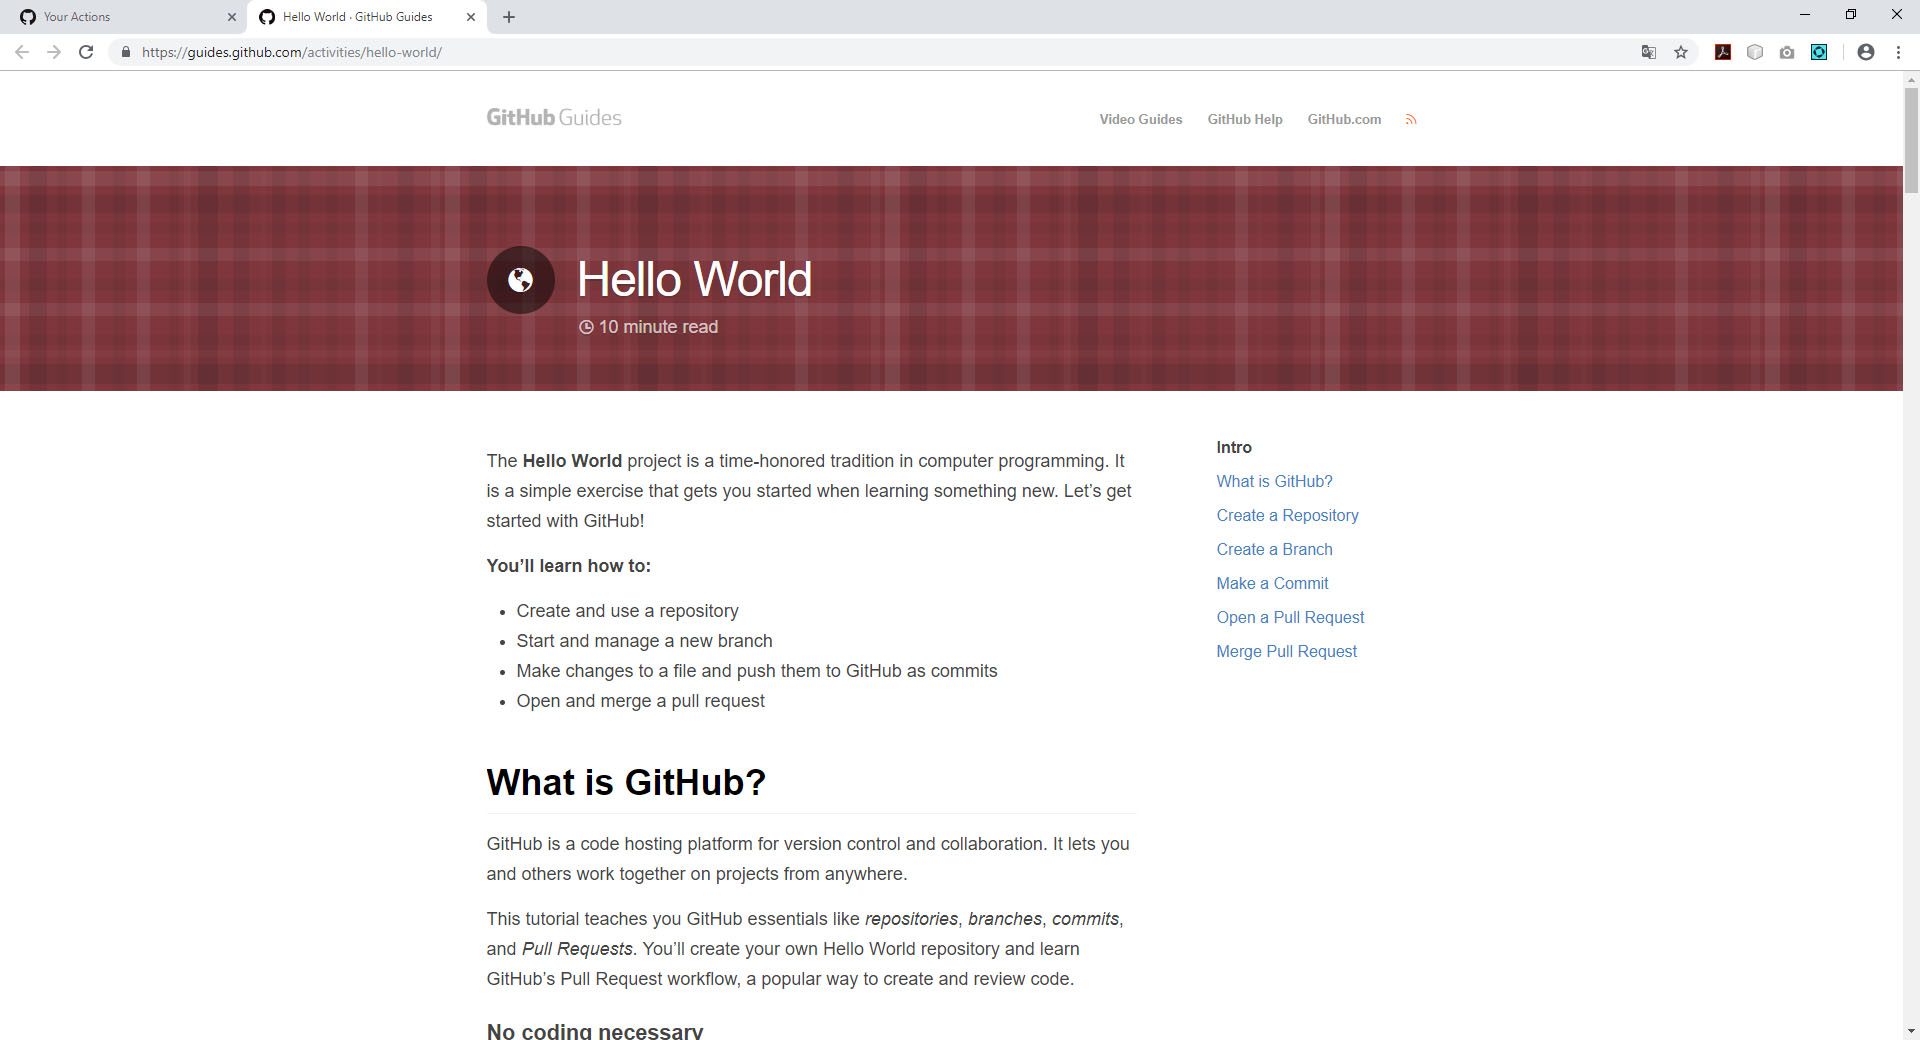 Your Actions
Hello World · GitHub Guides
https://guides.github.com/activities/hello-world/
GitHub Guides
Video Guides
GitHub Help
GitHub.com
Hello World
10 minute read
The Hello World project is a time-honored tradition in computer programming. It
is a simple exercise that gets you started when learning something new. Let’s get
started with GitHub!
You’ll learn how to:
Create and use a repository
Start and manage a new branch
Make changes to a file and push them to GitHub as commits
Open and merge a pull request
What is GitHub?
GitHub is a code hosting platform for version control and collaboration. It lets you
and others work together on projects from anywhere.
This tutorial teaches you GitHub essentials like repositories, branches, commits,
and Pull Requests. You’ll create your own Hello World repository and learn
GitHub’s Pull Request workflow, a popular way to create and review code.
No coding necessary
Intro
What is GitHub?
Create a Repository
Create a Branch
Make a Commit
Open a Pull Request
Merge Pull Request